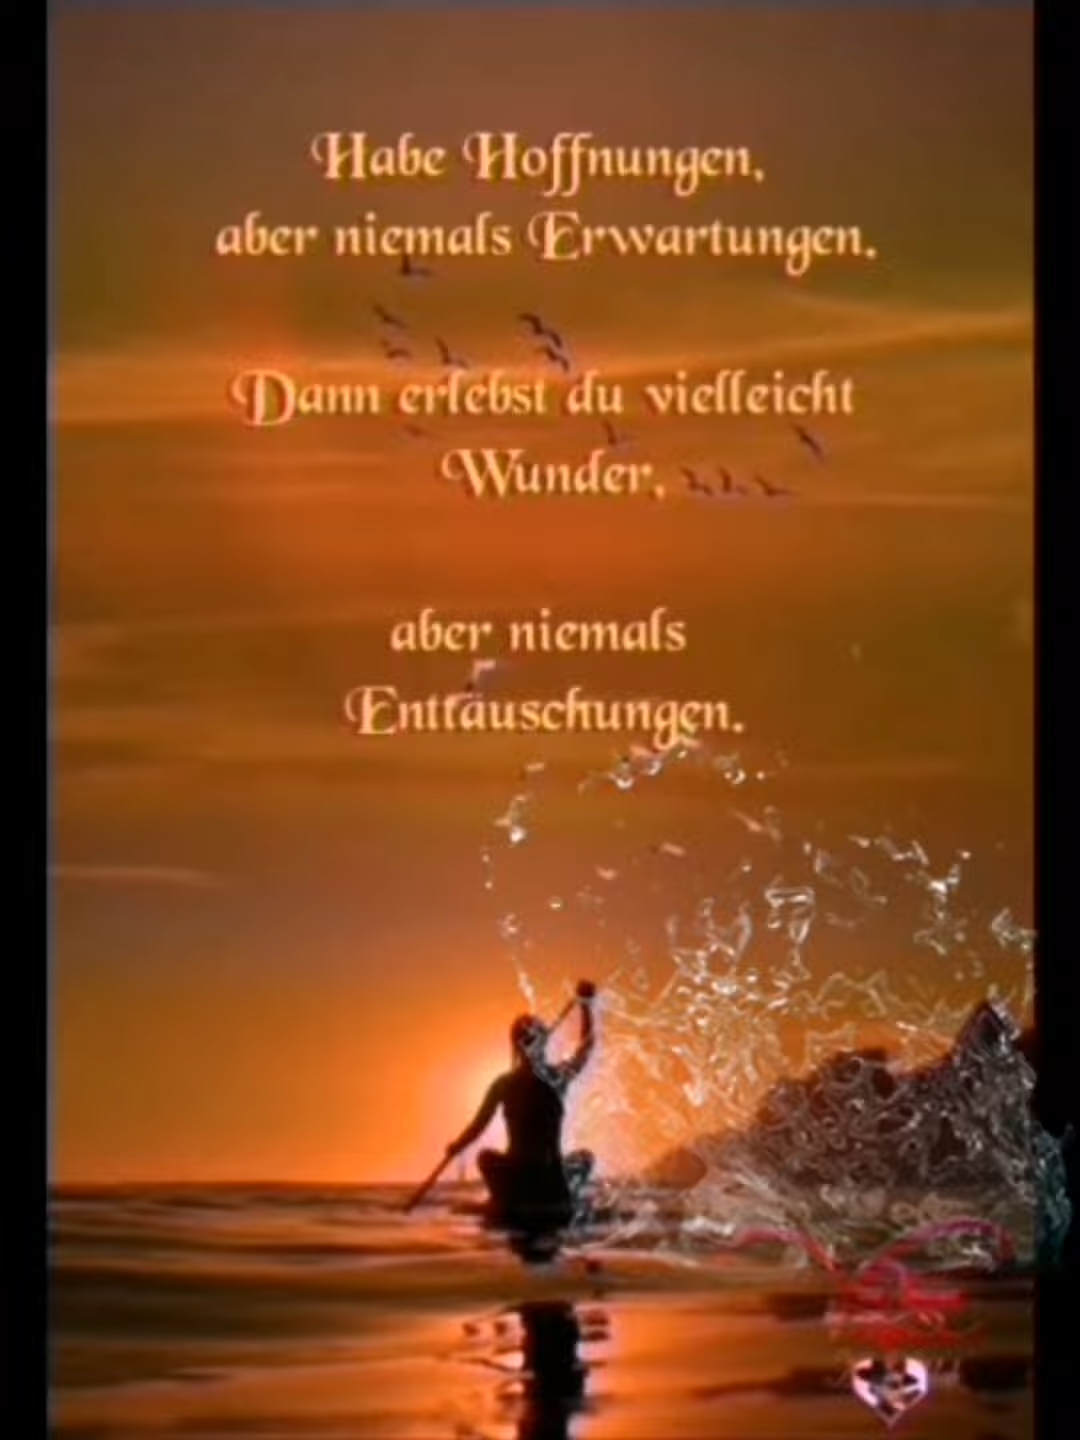 Habe Hoffnungen,
aber niemals Erwartungen.
Dann erlebst du vielleicht
Wunder,
aber niemals
Enttäuschungen.